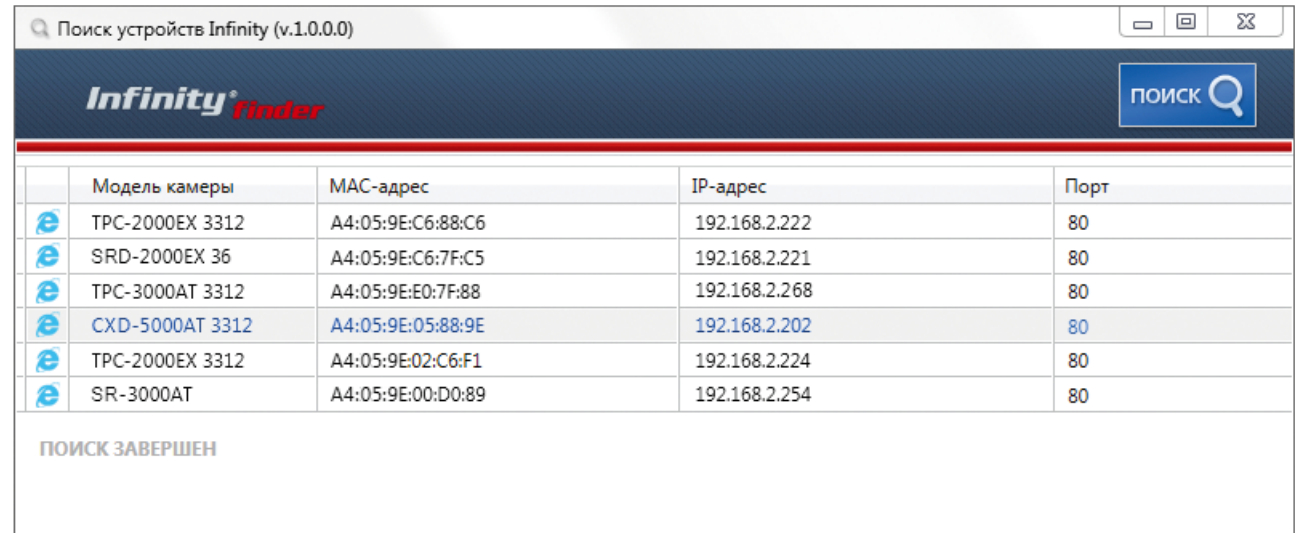 Поиск устройств Infinity (v.1.0.0.0)
Infinity® finder
ПОИСК
Модель камеры MAC-адрес IP-адрес Порт
TPC-2000EX 3312 A4:05:9E:C6:88:C6 192.168.2.222 80
SRD-2000EX 36 A4:05:9E:C6:7F:C5 192.168.2.221 80
TPC-3000AT 3312 A4:05:9E:E0:7F:88 192.168.2.268 80
CXD-5000AT 3312 A4:05:9E:05:88:9E 192.168.2.202 80
TPC-2000EX 3312 A4:05:9E:02:C6:F1 192.168.2.224 80
SR-3000AT A4:05:9E:00:D0:89 192.168.2.254 80
ПОИСК ЗАВЕРШЕН